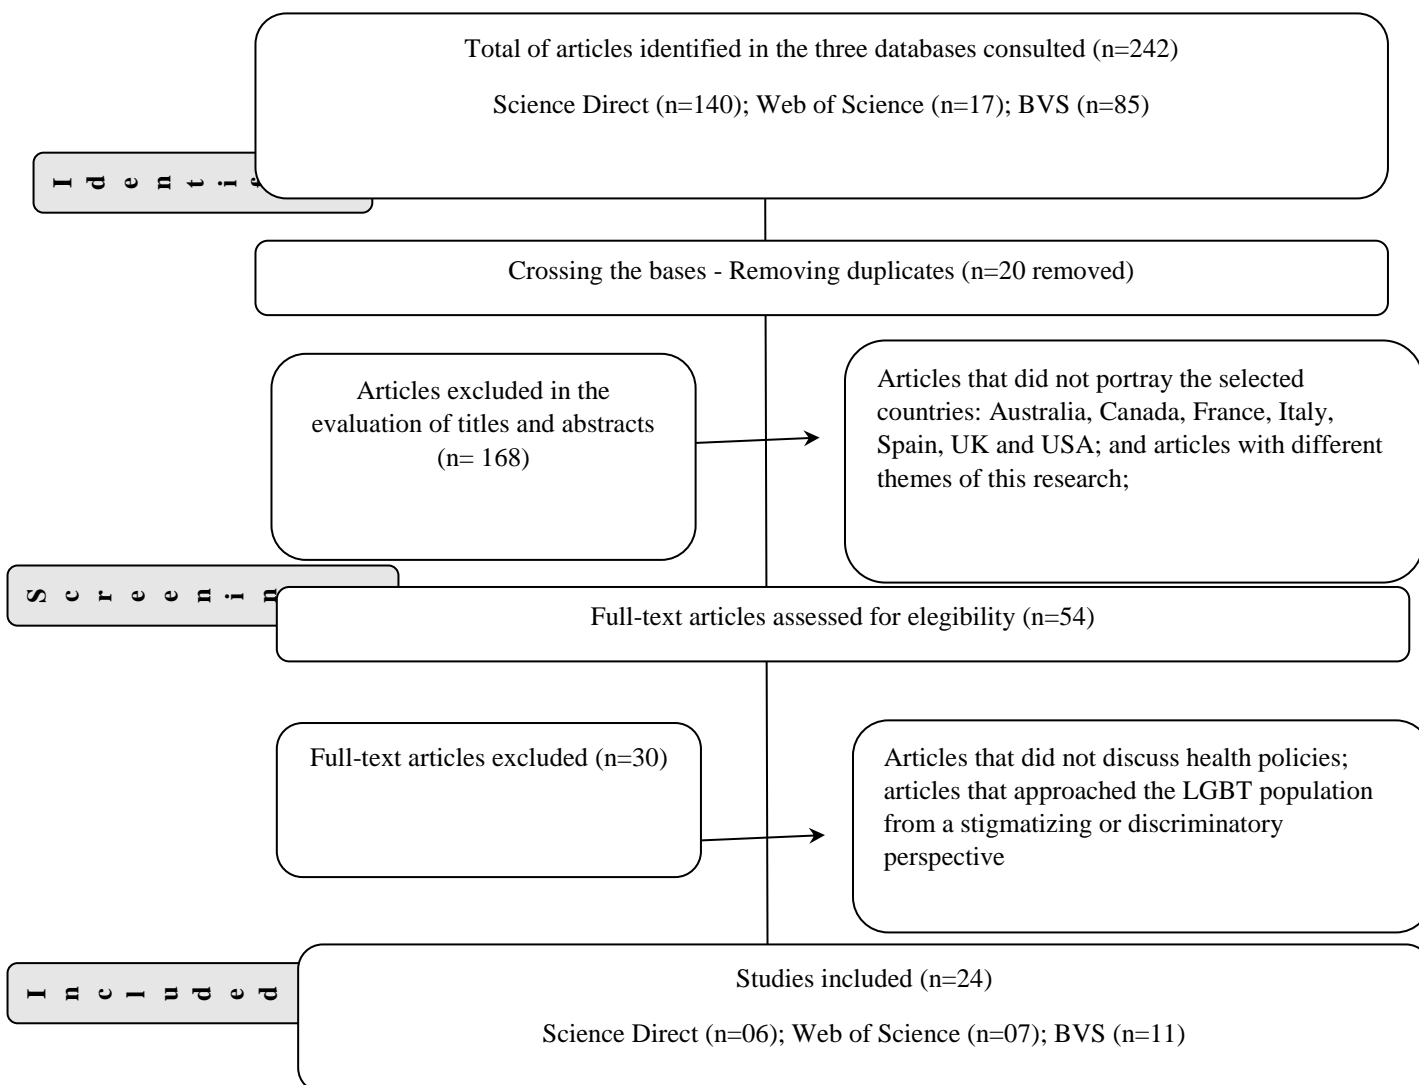 Total of articles identified in the three databases consulted (n=242)
Science Direct (n=140); Web of Science (n=17); BVS (n=85)
Identif
Crossing the bases - Removing duplicates (n=20 removed)
Articles excluded in the
evaluation of titles and abstracts
(n= 168)
Articles that did not portray the selected
countries: Australia, Canada, France, Italy,
Spain, UK and USA; and articles with different
themes of this research;
Screenin
Full-text articles assessed for elegibility (n=54)
Full-text articles excluded (n=30)
Articles that did not discuss health policies;
articles that approached the LGBT population
from a stigmatizing or discriminatory
perspective
Included
Studies included (n=24)
Science Direct (n=06); Web of Science (n=07); BVS (n=11)